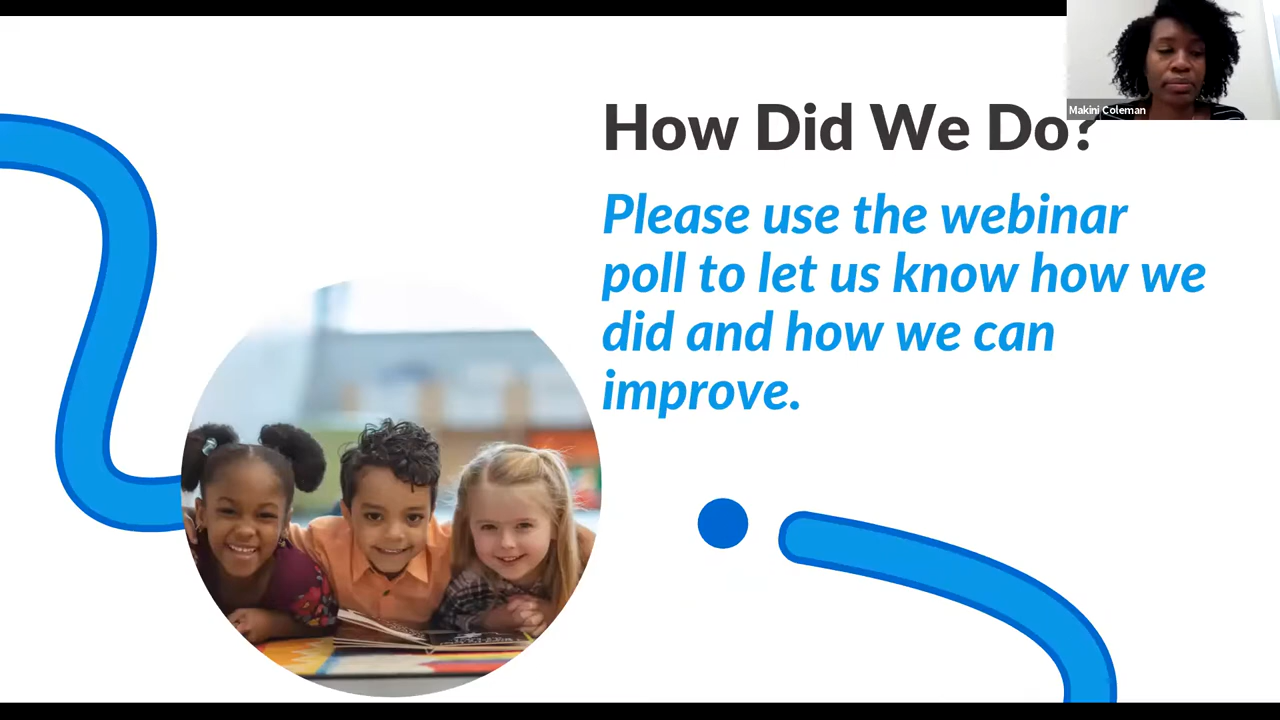 Makini Coleman
How Did We Do?
Please use the webinar
poll to let us know how we
did and how we can
improve.